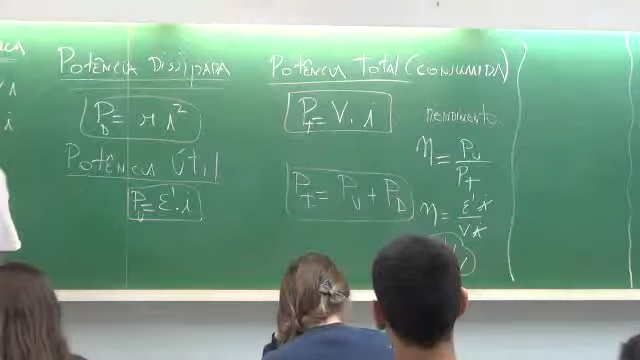 Potência Dissipada
P_D = r i²
Potência Útil
P_U = ε'. i
Potência Total (consumida)
P_T = V. i
P_T = P_U + P_D
rendimento
η = P_U / P_T
η = ε' i / V i